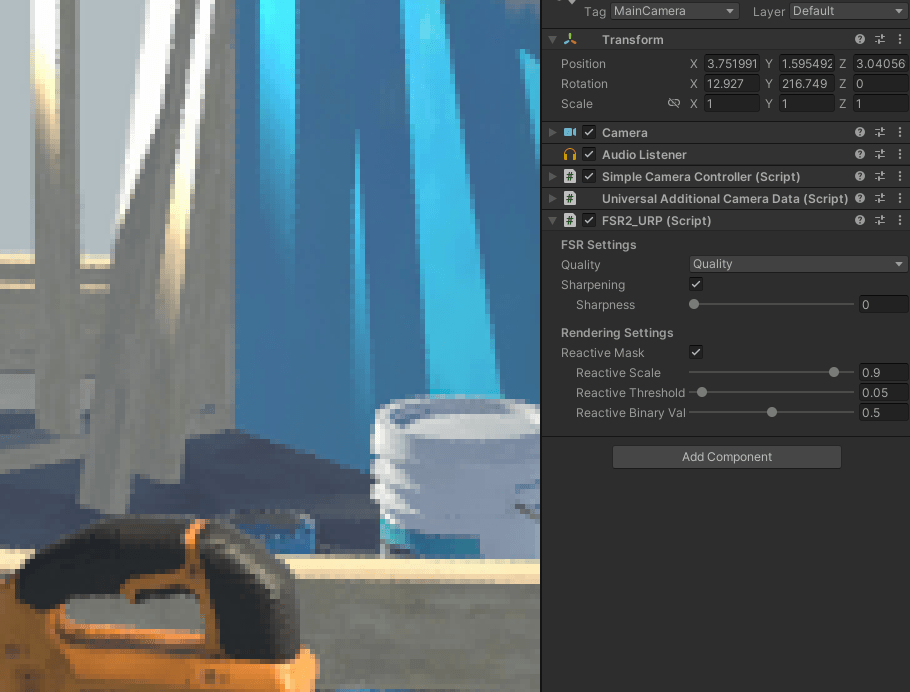 Tag MainCamera Layer Default
Transform
Position X 3.751991 Y 1.595492 Z 3.04056
Rotation X 12.927 Y 216.749 Z 0
Scale X 1 Y 1 Z 1
Camera
Audio Listener
# Simple Camera Controller (Script)
# Universal Additional Camera Data (Script)
# FSR2_URP (Script)
FSR Settings
Quality Quality
Sharpening
Sharpness 0
Rendering Settings
Reactive Mask
Reactive Scale 0.9
Reactive Threshold 0.05
Reactive Binary Val 0.5
Add Component